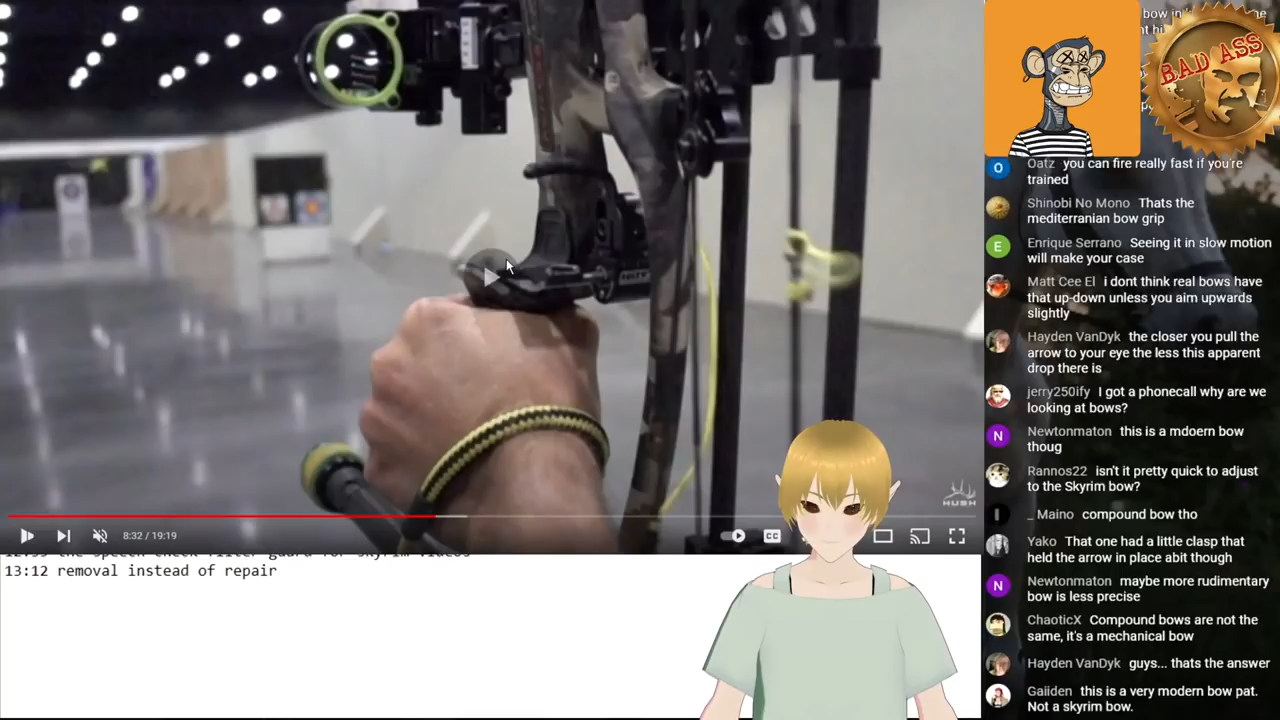 HUSH
8:32 / 19:19
CC
13:12 removal instead of repair
BAD ASS
Oatz you can fire really fast if you're
trained
Shinobi No Mono Thats the
mediterranian bow grip
E
Enrique Serrano Seeing it in slow motion
will make your case
Matt Cee El i dont think real bows have
that up-down unless you aim upwards
slightly
Hayden VanDyk the closer you pull the
arrow to your eye the less this apparent
drop there is
jerry250ify I got a phonecall why are we
looking at bows?
N
Newtonmaton this is a mdoern bow
thoug
Rannos22 isn't it pretty quick to adjust
to the Skyrim bow?
_ Maino compound bow tho
Yako That one had a little clasp that
held the arrow in place abit though
N
Newtonmaton maybe more rudimentary
bow is less precise
ChaoticX Compound bows are not the
same, it's a mechanical bow
Hayden VanDyk guys... thats the answer
Gaiiden this is a very modern bow pat.
Not a skyrim bow.